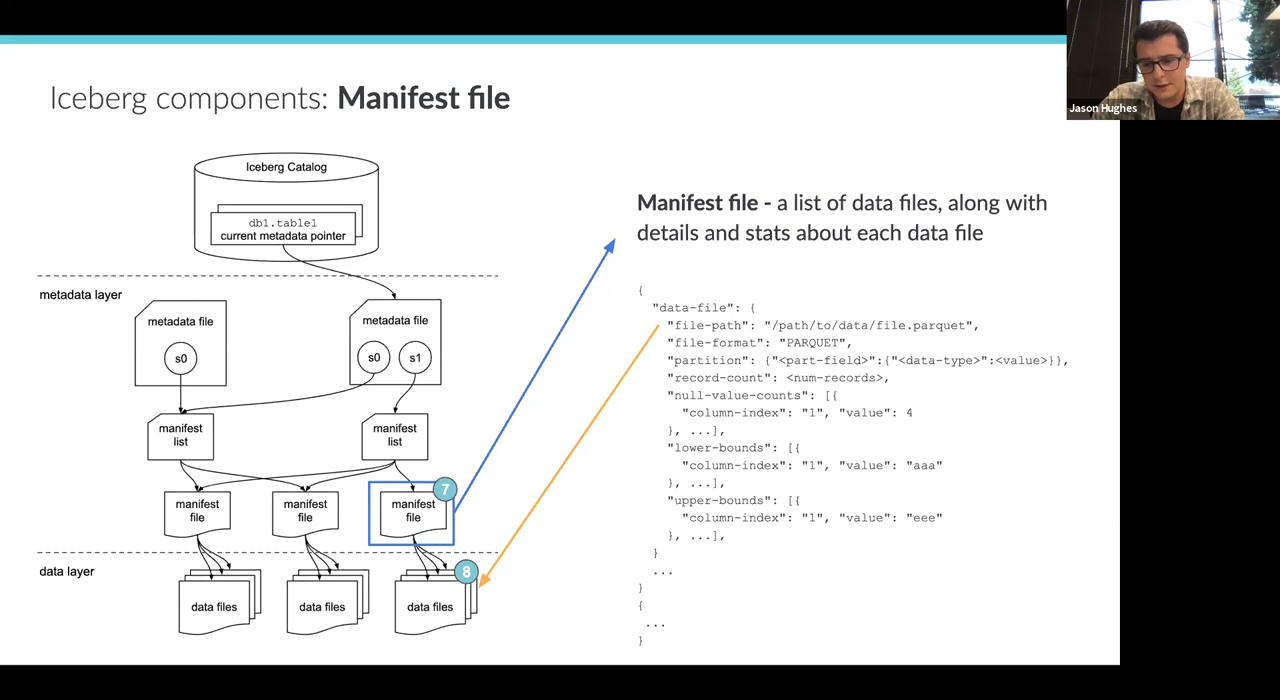 Jason Hughes
Iceberg components: Manifest file
Iceberg Catalog
db1.table1
current metadata pointer
metadata layer
metadata file
s0
metadata file
s0
s1
manifest
list
manifest
list
manifest
file
manifest
file
manifest
file
7
data layer
data files
data files
data files
8
Manifest file - a list of data files, along with
details and stats about each data file
{
"data-file": {
"file-path": "/path/to/data/file.parquet",
"file-format": "PARQUET",
"partition": {"<part-field>":{"<data-type>":<value>}},
"record-count": <num-records>,
"null-value-counts": [{
"column-index": "1", "value": 4
}, ...],
"lower-bounds": [{
"column-index": "1", "value": "aaa"
}, ...],
"upper-bounds": [{
"column-index": "1", "value": "eee"
}, ...],
}
...
}
{
...
}